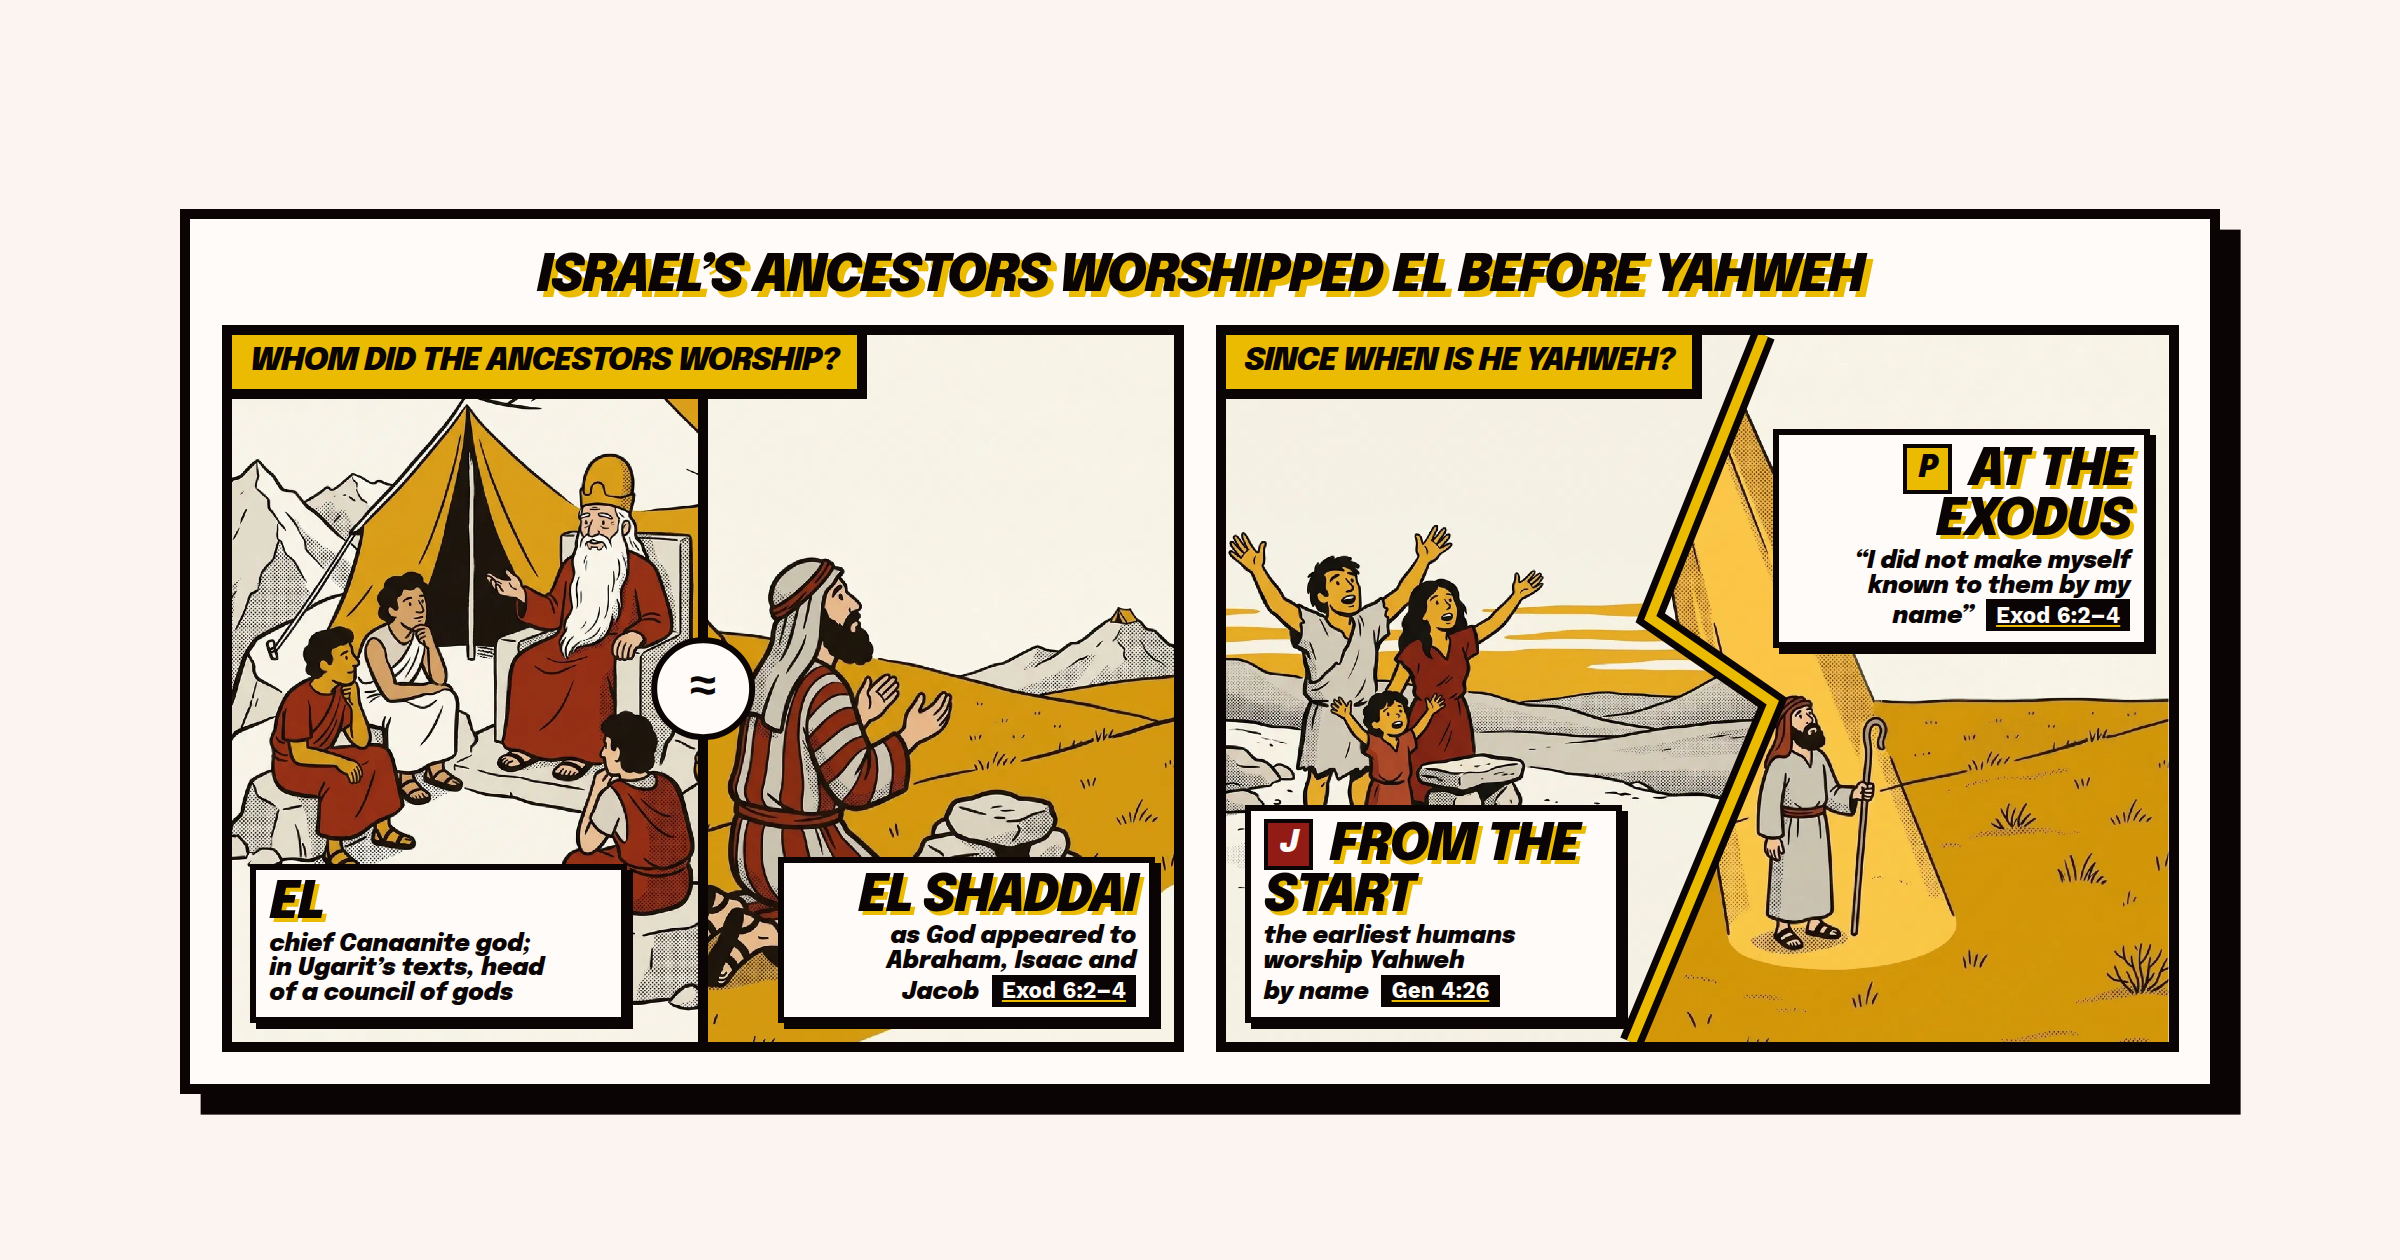 ISRAEL’S ANCESTORS WORSHIPPED EL BEFORE YAHWEH
WHOM DID THE ANCESTORS WORSHIP?
≈
EL
chief Canaanite god;
in Ugarit’s texts, head
of a council of gods
EL SHADDAI
as God appeared to
Abraham, Isaac and
Jacob Exod 6:2–4
SINCE WHEN IS HE YAHWEH?
J FROM THE
START
the earliest humans
worship Yahweh
by name Gen 4:26
P AT THE
EXODUS
“I did not make myself
known to them by my
name” Exod 6:2–4